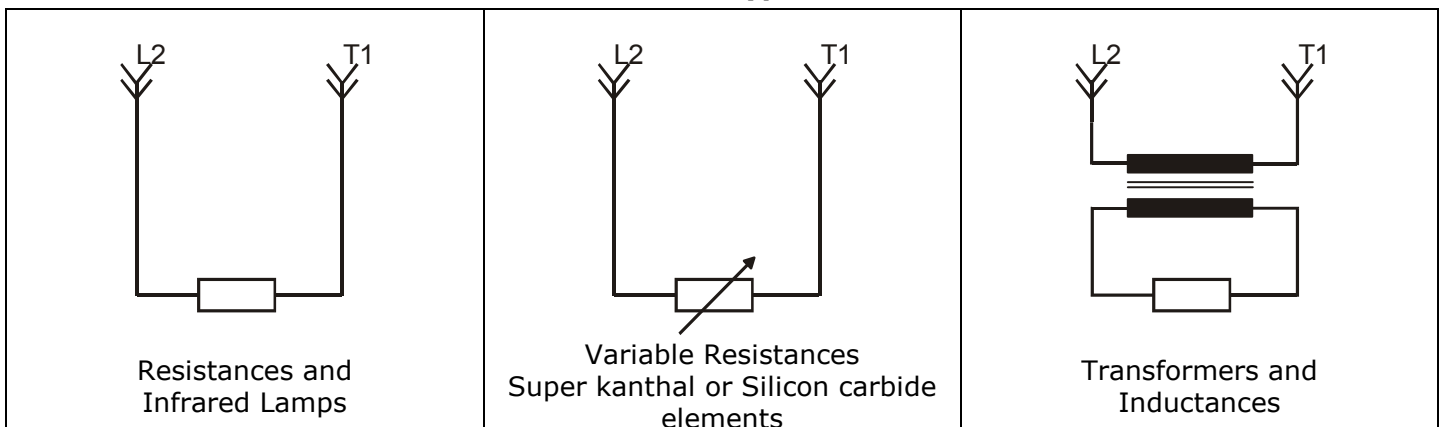 L2 T1
Resistances and
Infrared Lamps
L2 T1
Variable Resistances
Super kanthal or Silicon carbide
elements
L2 T1
Transformers and
Inductances